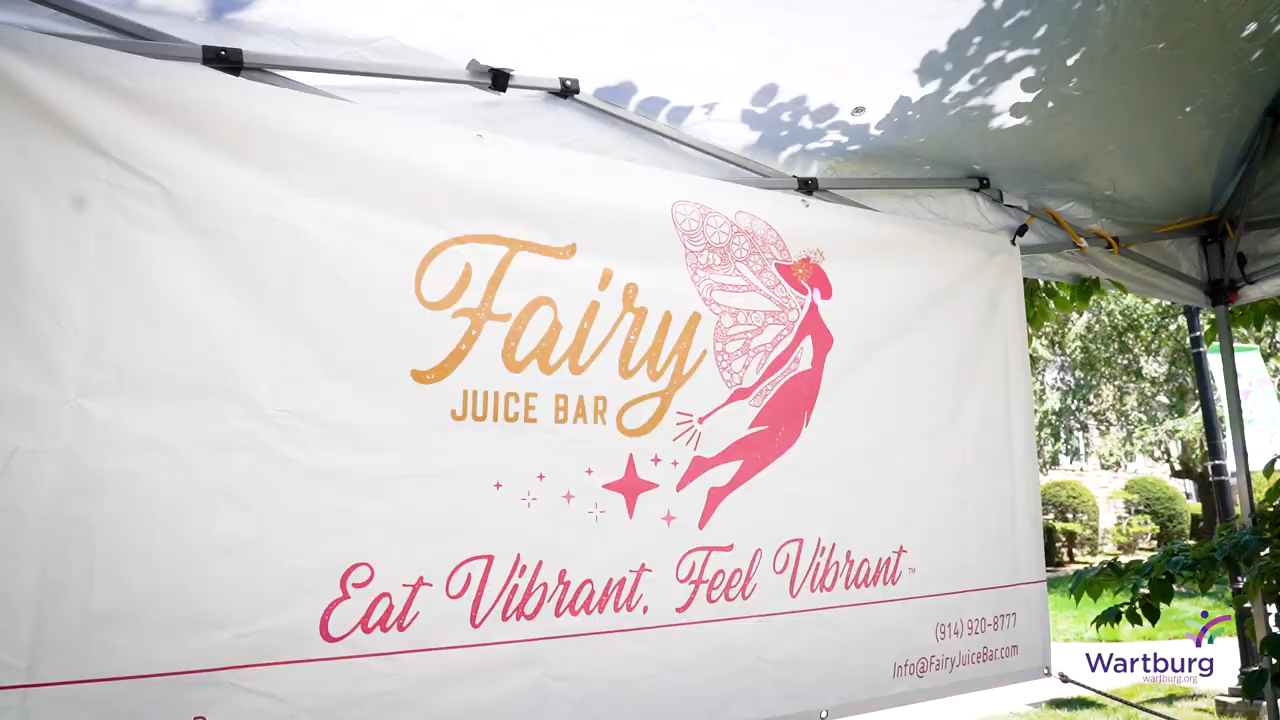 Fairy
JUICE BAR
Eat Vibrant. Feel Vibrant™
(914) 920-8777
Info@FairyJuiceBar.com
Wartburg
wartburg.org